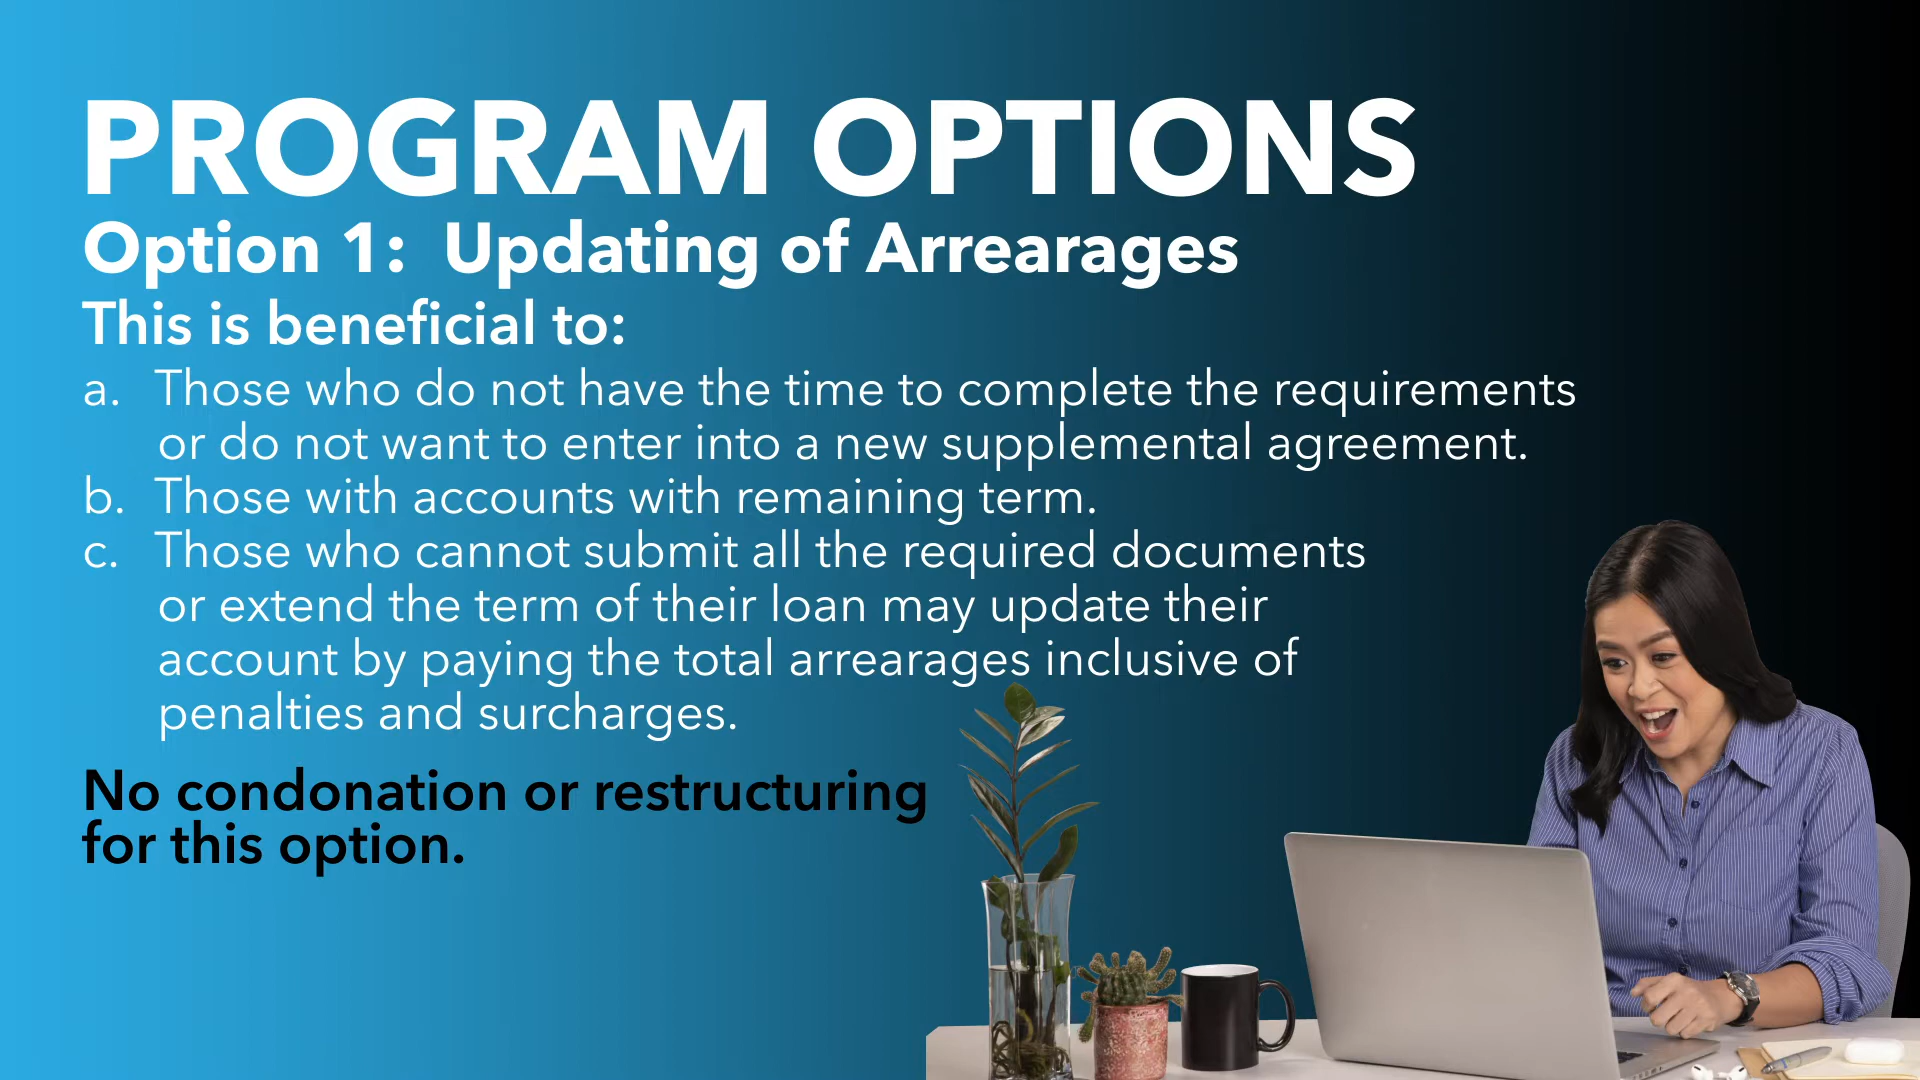 PROGRAM OPTIONS
Option 1: Updating of Arrearages
This is beneficial to:
a. Those who do not have the time to complete the requirements
or do not want to enter into a new supplemental agreement.
b. Those with accounts with remaining term.
c. Those who cannot submit all the required documents
or extend the term of their loan may update their
account by paying the total arrearages inclusive of
penalties and surcharges.
No condonation or restructuring
for this option.